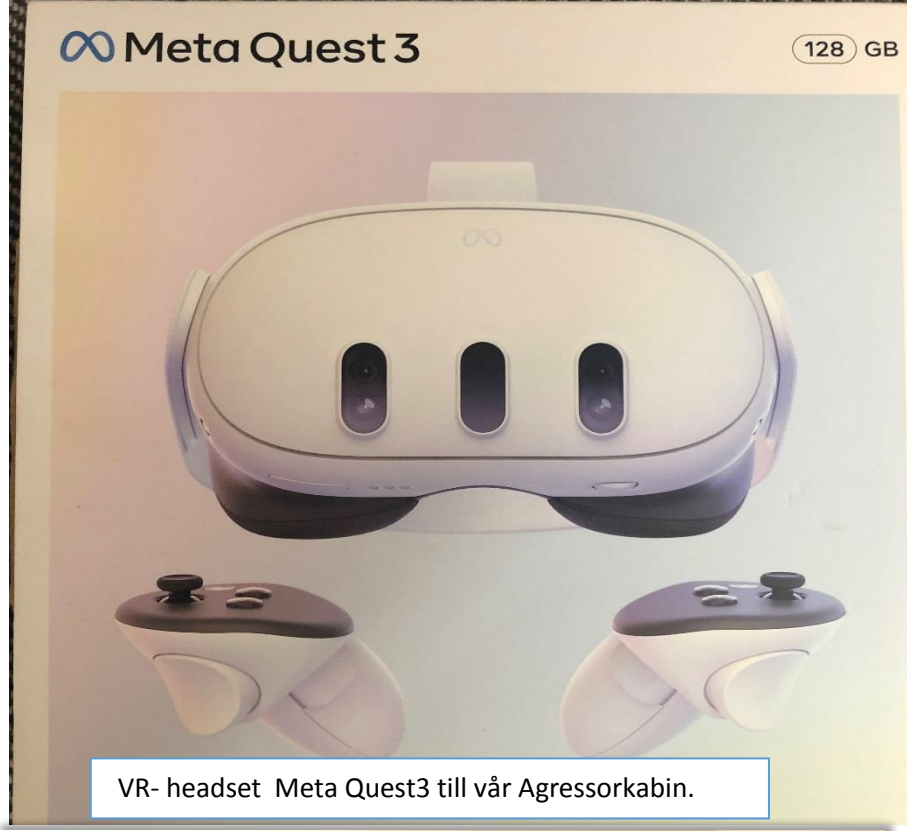 Meta Quest 3
128 GB
VR- headset Meta Quest3 till vår Agressorkabin.